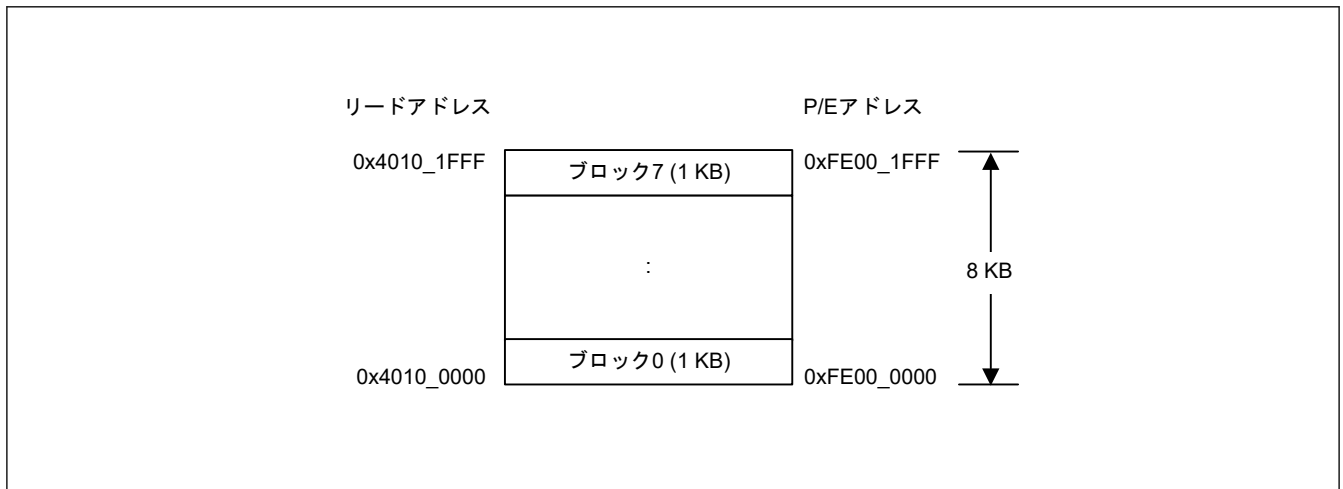 リードアドレス P/Eアドレス
0x4010_1FFF ブロック7 (1 KB) 0xFE00_1FFF
:
8 KB
ブロック0 (1 KB)
0x4010_0000 0xFE00_0000